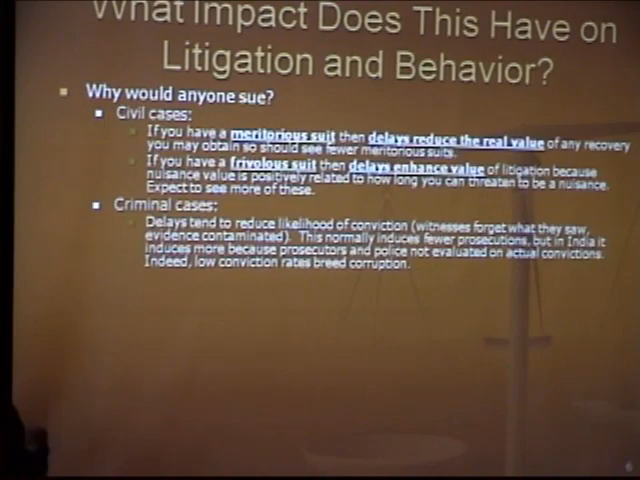 What Impact Does This Have on
Litigation and Behavior?
Why would anyone sue?
Civil cases:
If you have a meritorious suit then delays reduce the real value of any recovery
you may obtain so should see fewer meritorious suits.
If you have a frivolous suit then delays enhance value of litigation because
nuisance value is positively related to how long you can threaten to be a nuisance.
Expect to see more of these.
Criminal cases:
Delays tend to reduce likelihood of conviction (witnesses forget what they saw,
evidence contaminated). This normally induces fewer prosecutions, but in India it
induces more because prosecutors and police not evaluated on actual convictions.
Indeed, low conviction rates breed corruption.
6